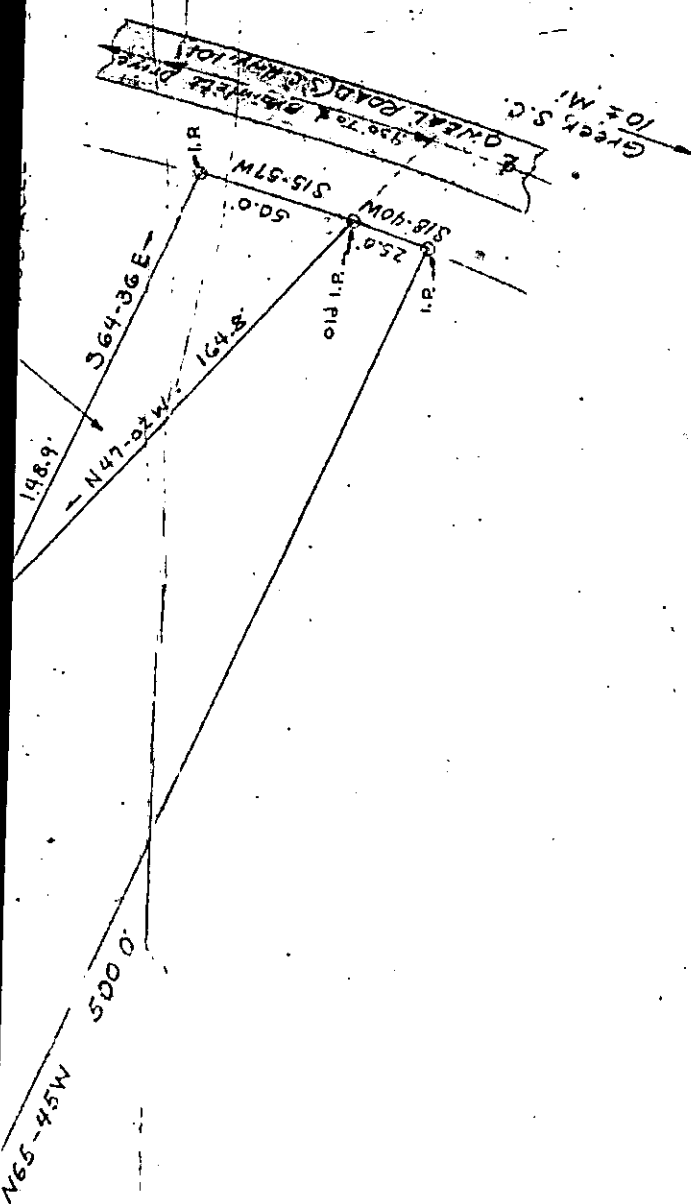 ℄ O'NEAL ROAD (S.C. HWY. 101)
Drive
Greer, S.C.
10 ± Mi.
I.P.
S15-57W
50.0'
S18-40W
25.0'
old I.P.
I.P.
S64-36E
148.9'
N47-02W
164.8'
500.0'
N65-45W